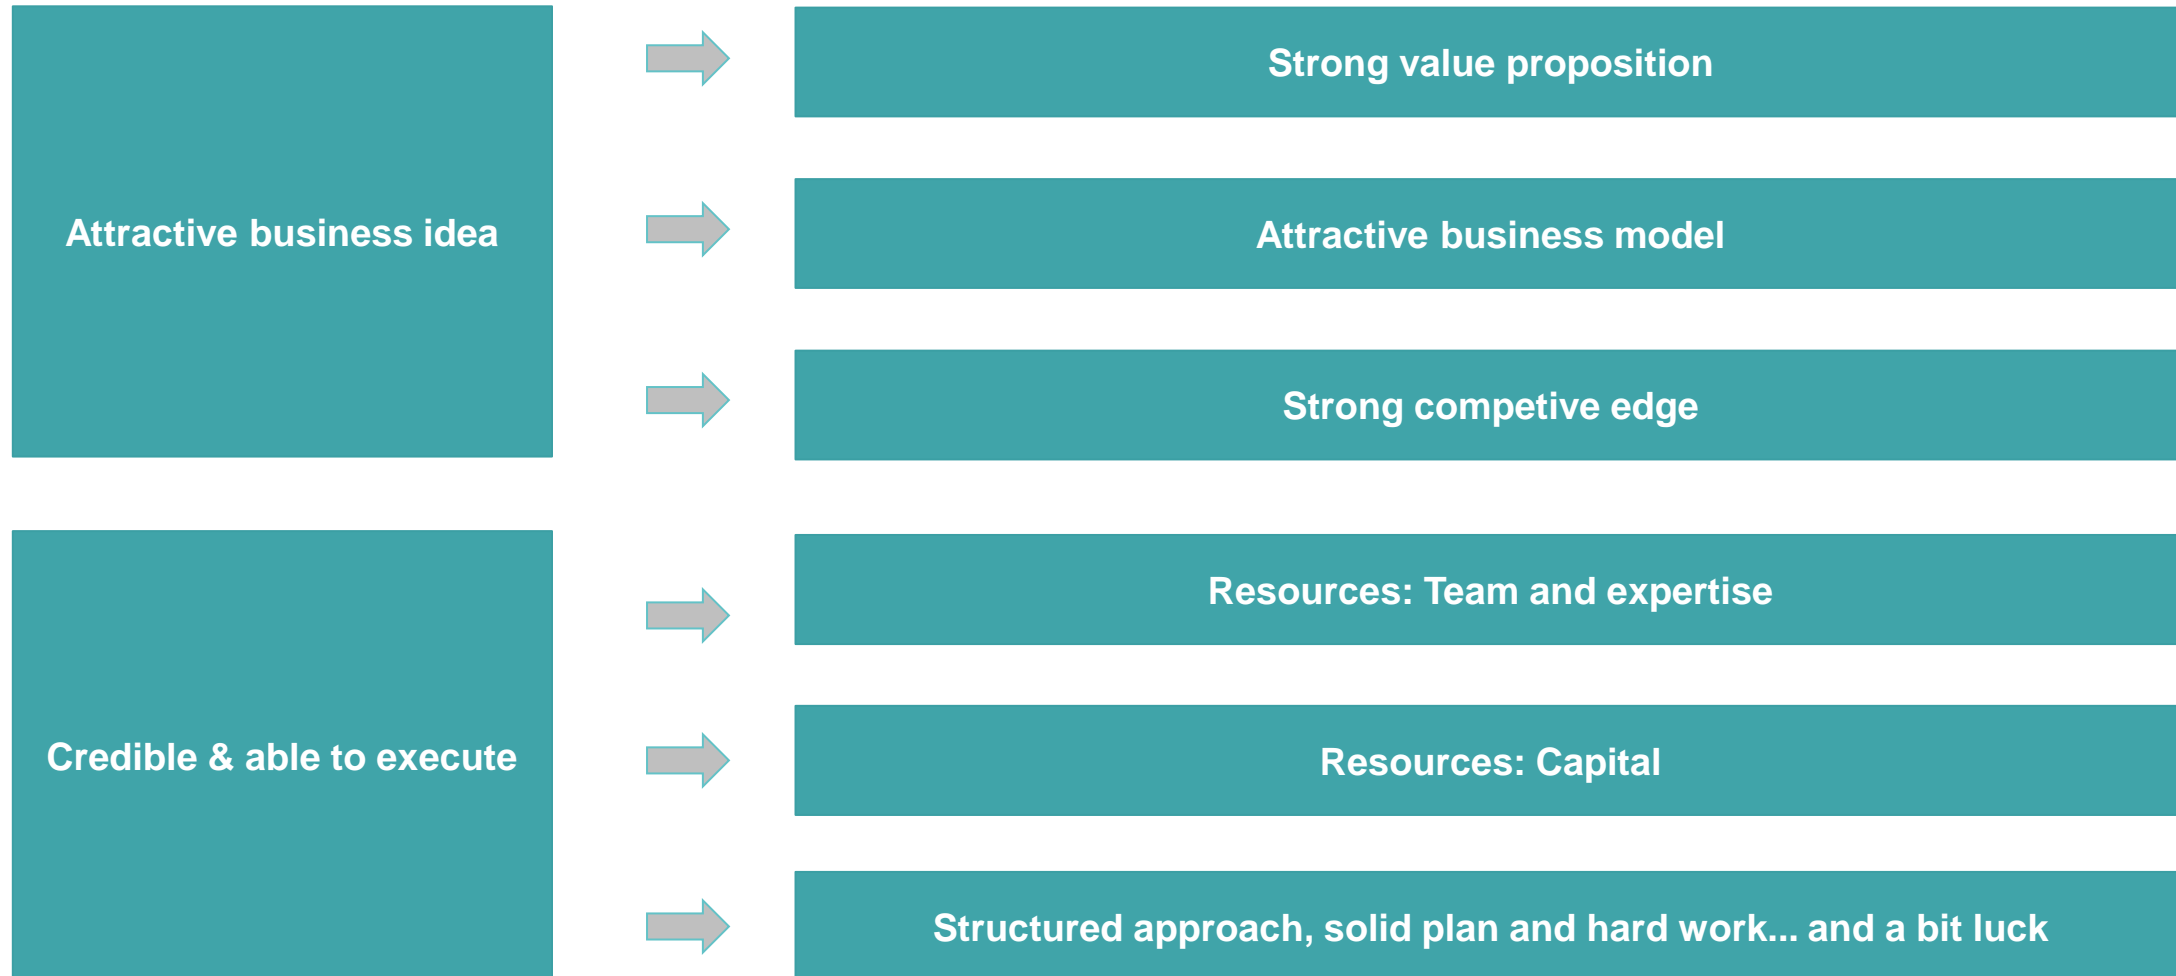 Attractive business idea
Strong value proposition
Attractive business model
Strong competive edge
Credible & able to execute
Resources: Team and expertise
Resources: Capital
Structured approach, solid plan and hard work... and a bit luck